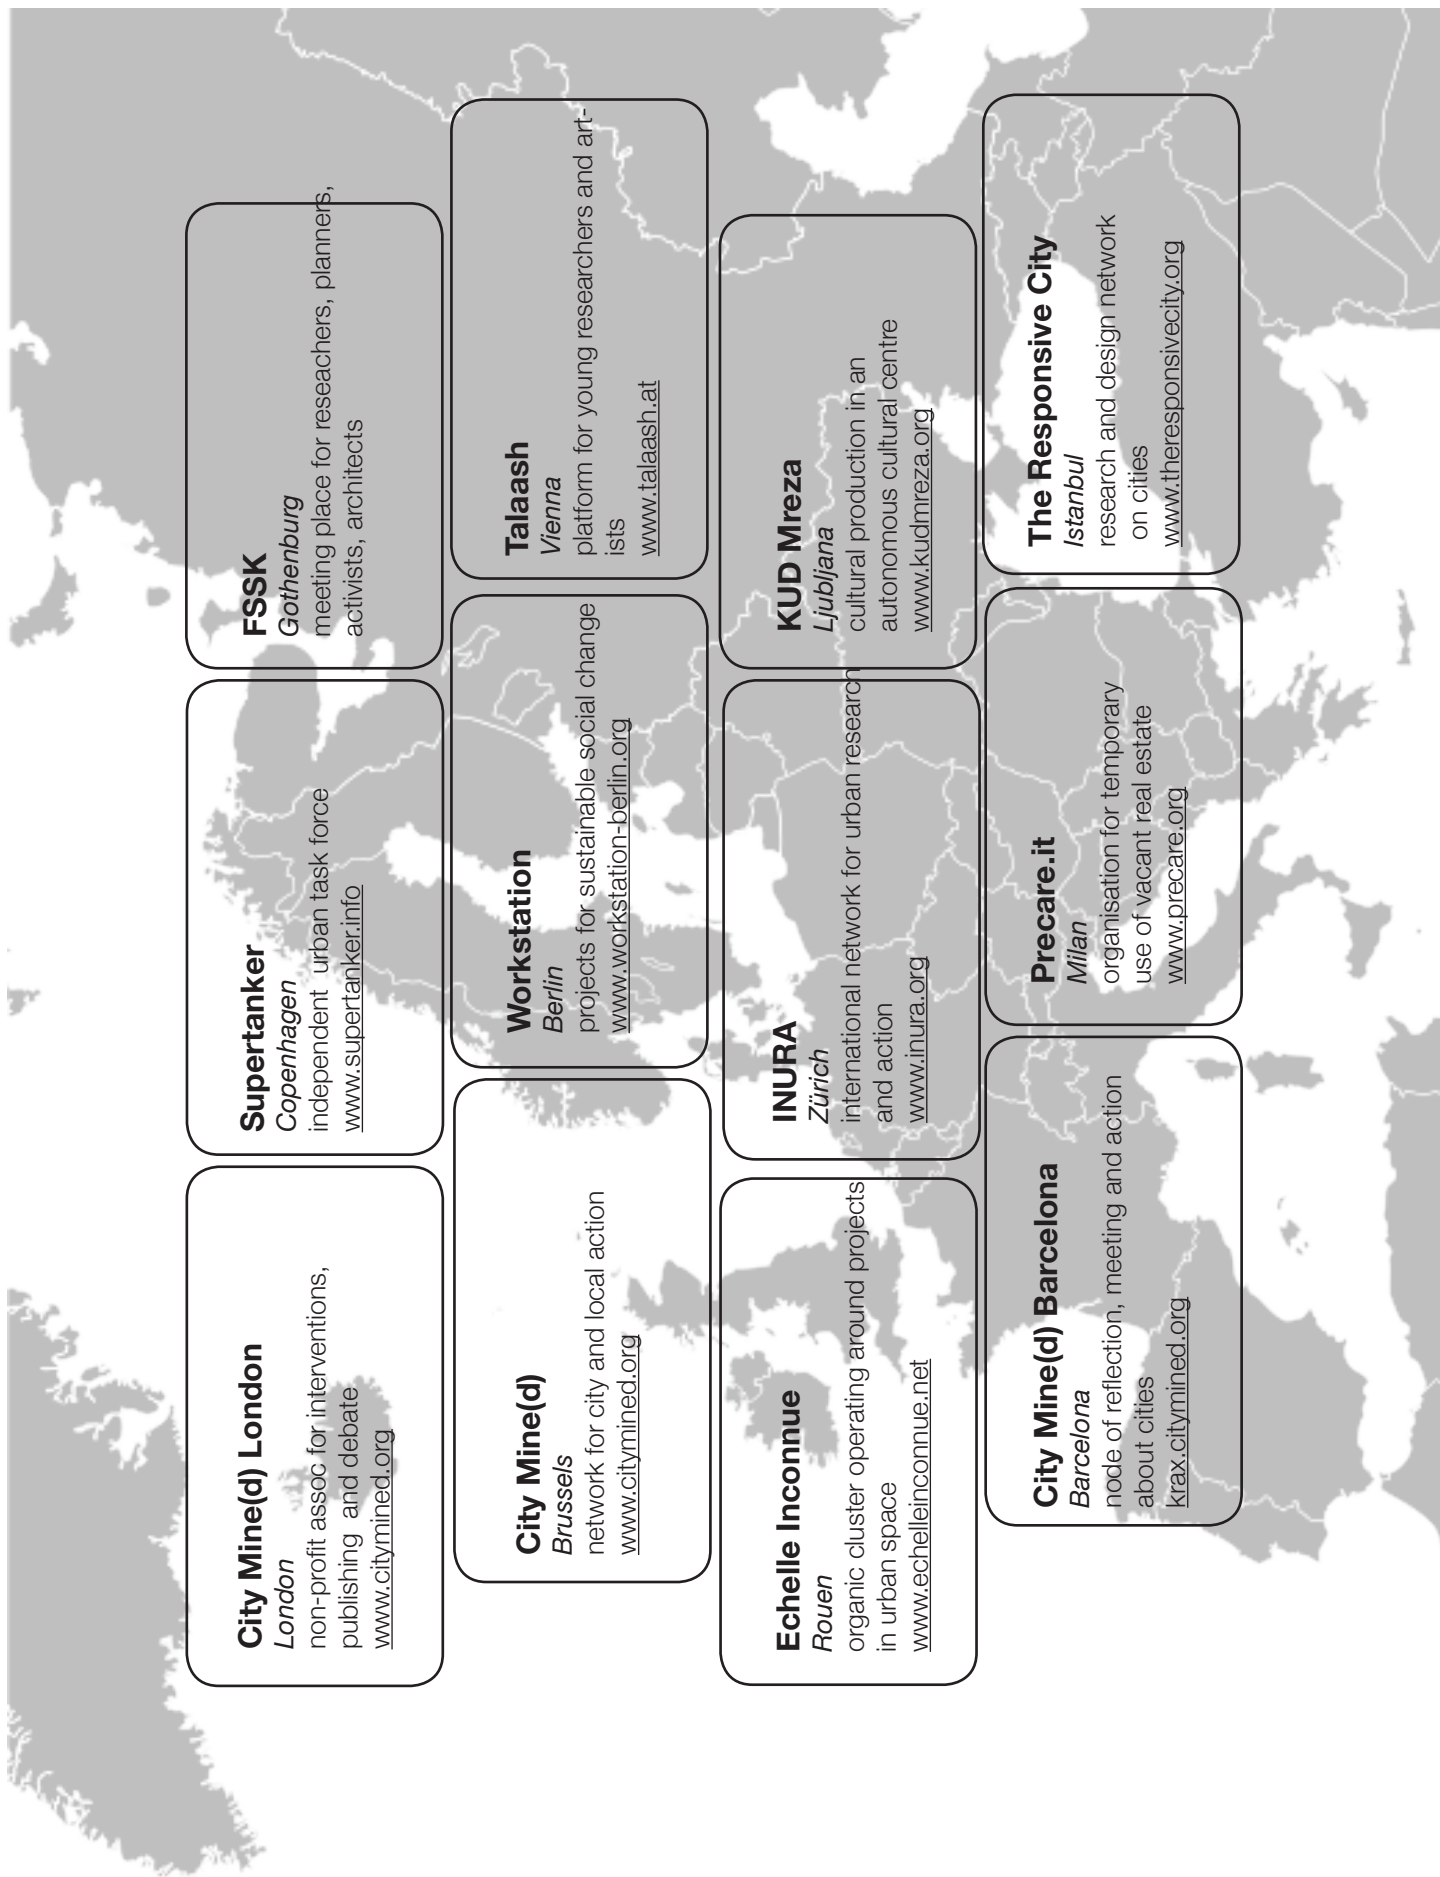 City Mine(d) London
London
non-profit assoc for interventions,
publishing and debate
www.citymined.org
Supertanker
Copenhagen
independent urban task force
www.supertanker.info
FSSK
Gothenburg
meeting place for reseachers, planners,
activists, architects
City Mine(d)
Brussels
network for city and local action
www.citymined.org
Workstation
Berlin
projects for sustainable social change
www.workstation-berlin.org
Talaash
Vienna
platform for young researchers and art-
ists
www.talaash.at
Echelle Inconnue
Rouen
organic cluster operating around projects
in urban space
www.echelleinconnue.net
INURA
Zürich
international network for urban research
and action
www.inura.org
KUD Mreza
Ljubljana
cultural production in an
autonomous cultural centre
www.kudmreza.org
City Mine(d) Barcelona
Barcelona
node of reflection, meeting and action
about cities
krax.citymined.org
Precare.it
Milan
organisation for temporary
use of vacant real estate
www.precare.org
The Responsive City
Istanbul
research and design network
on cities
www.theresponsivecity.org